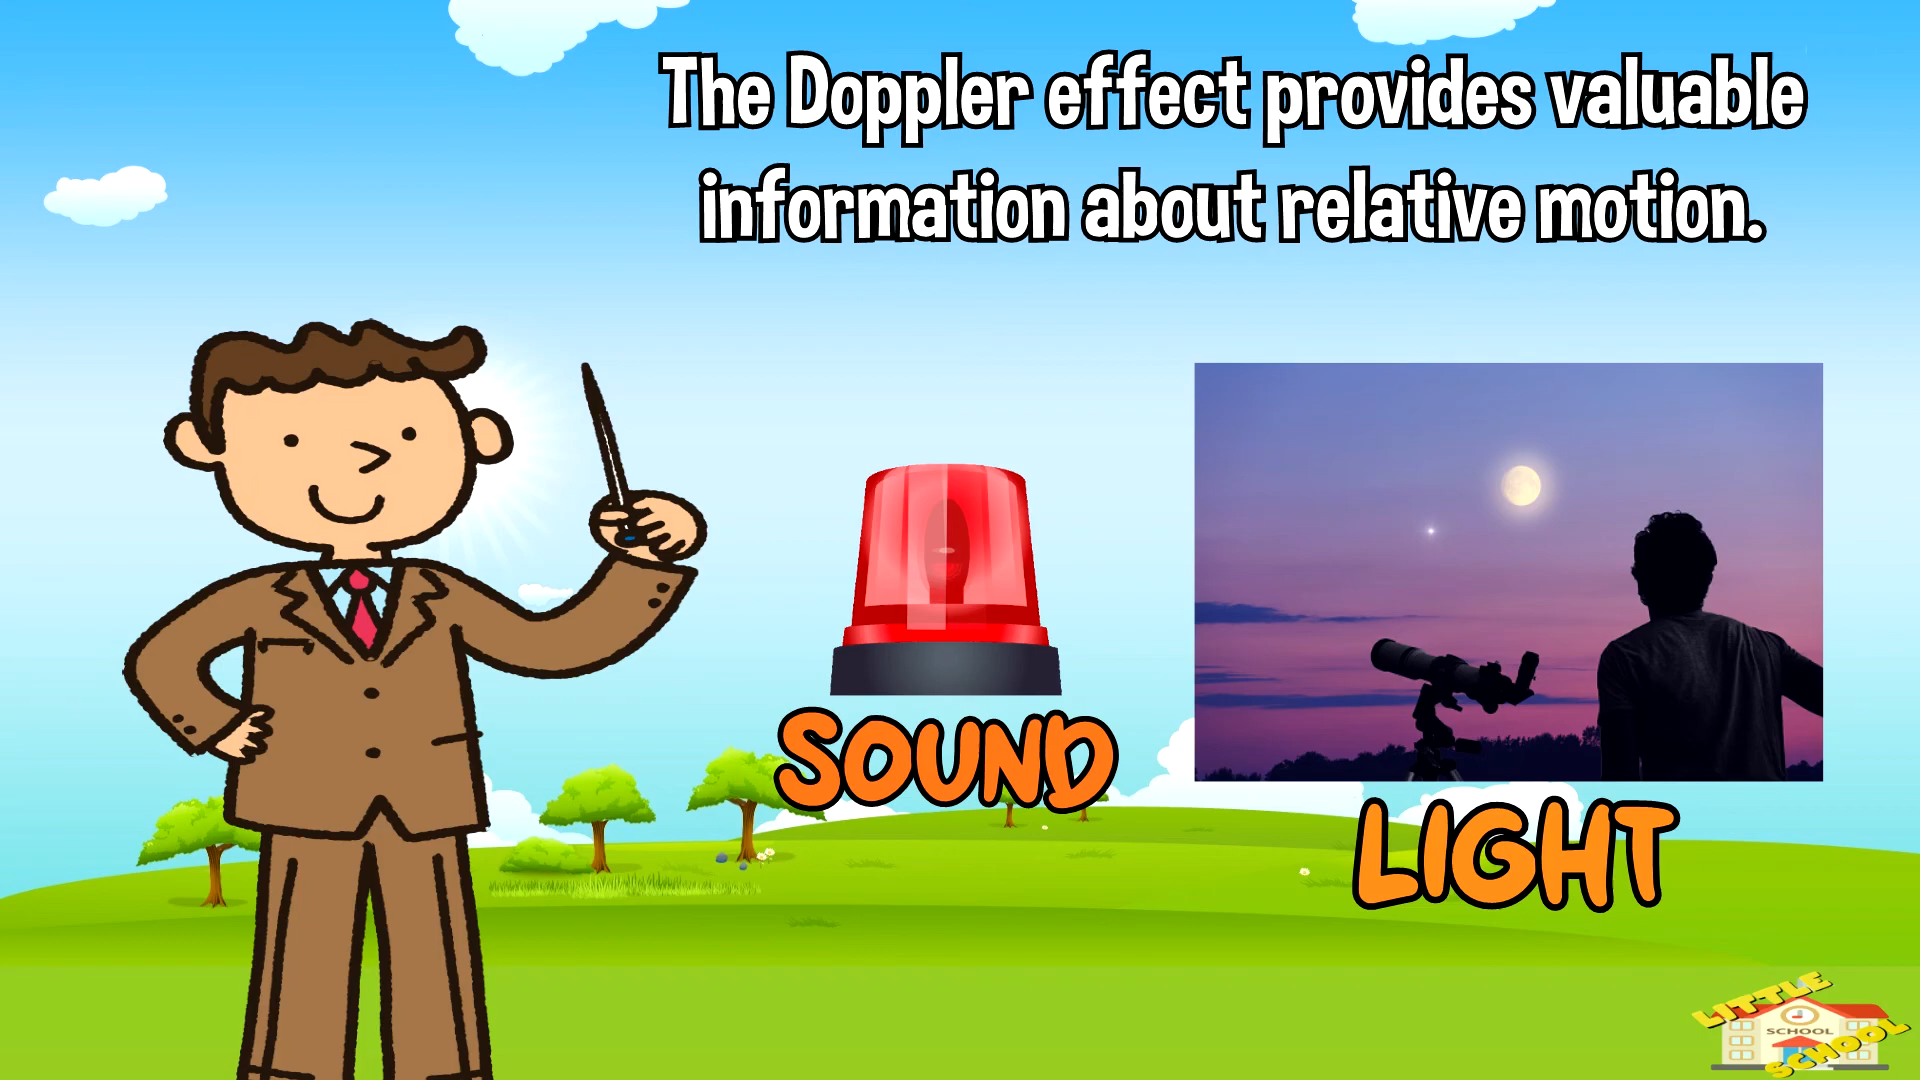 The Doppler effect provides valuable
information about relative motion.
SOUND
LIGHT
LITTLE
SCHOOL
SCHOOL